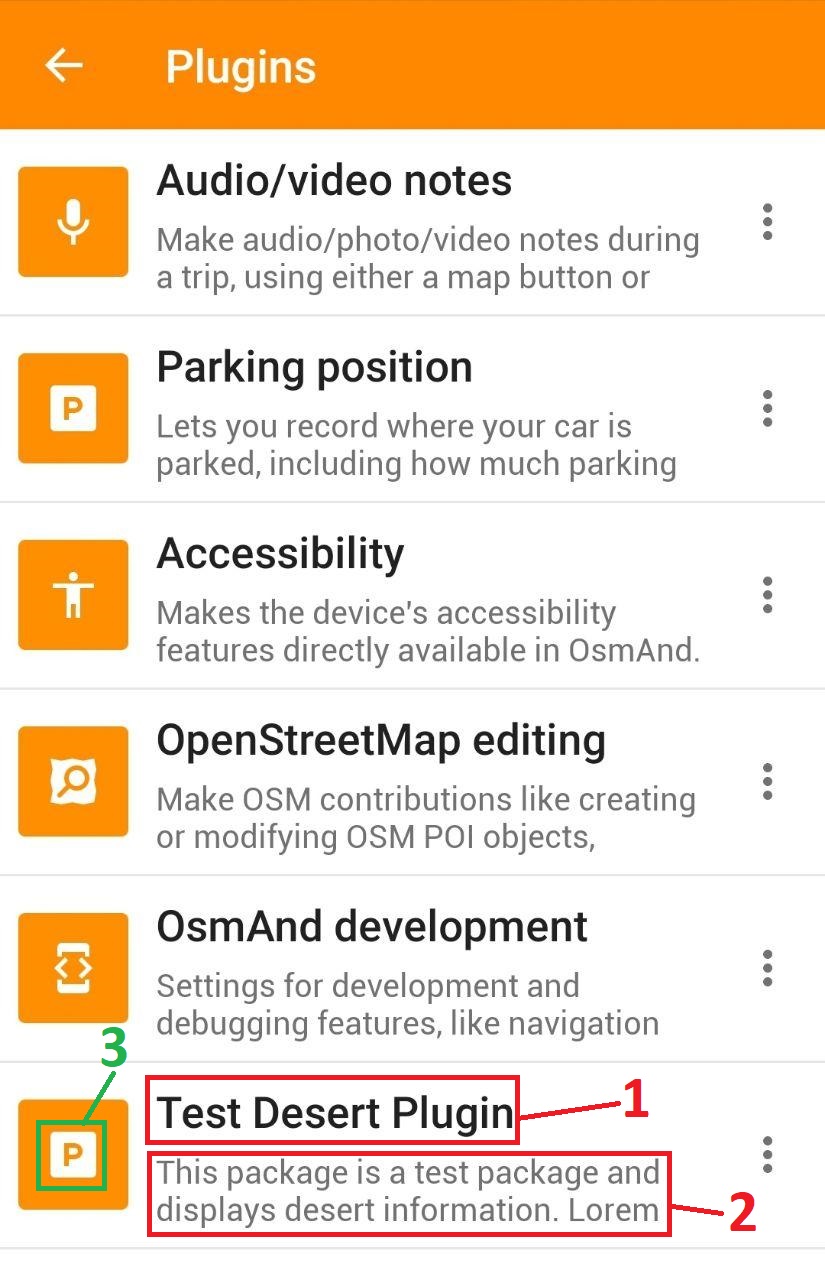 Plugins
Audio/video notes
Make audio/photo/video notes during
a trip, using either a map button or
Parking position
P
Lets you record where your car is
parked, including how much parking
Accessibility
Makes the device's accessibility
features directly available in OsmAnd.
OpenStreetMap editing
Make OSM contributions like creating
or modifying OSM POI objects,
OsmAnd development
Settings for development and
debugging features, like navigation
3
Test Desert Plugin
1
P
This package is a test package and
displays desert information. Lorem
2